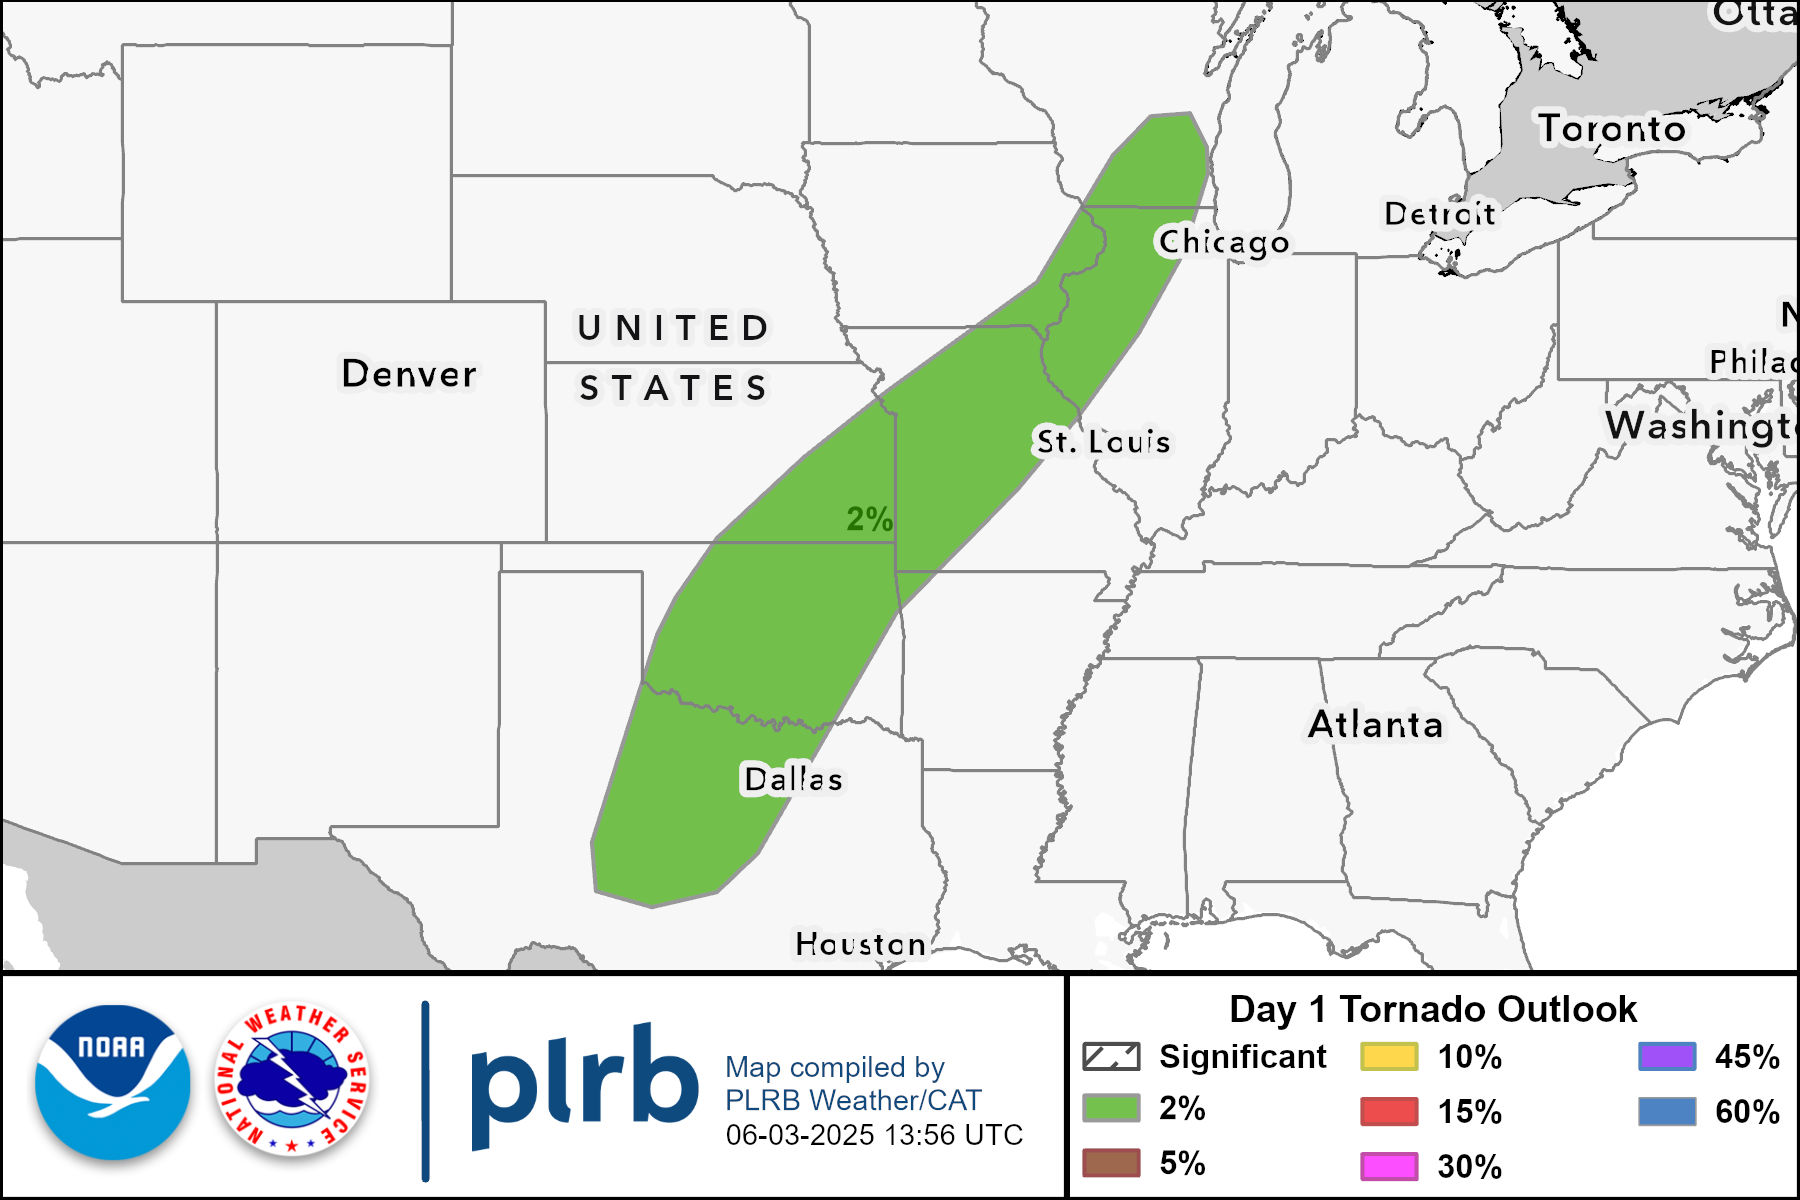 Otta
Toronto
Detroit
Chicago
UNITED
STATES
N
Denver
Philac
Washingt
St. Louis
2%
Atlanta
Dallas
Houston
NOAA
NATIONAL WEATHER SERVICE
plrb
Map compiled by
PLRB Weather/CAT
06-03-2025 13:56 UTC
Day 1 Tornado Outlook
Significant
2%
5%
10%
15%
30%
45%
60%